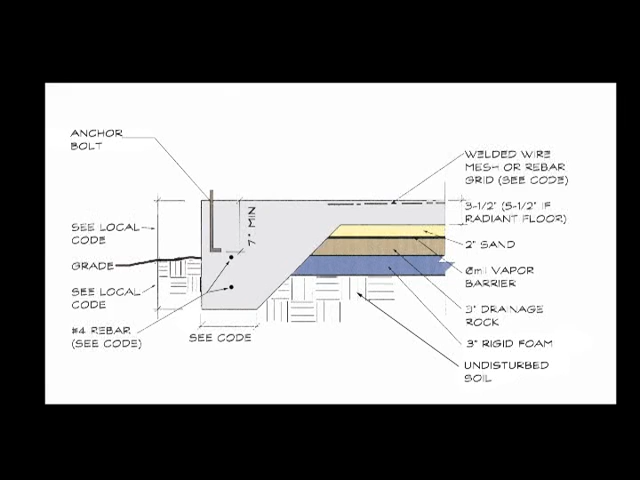 ANCHOR
BOLT
WELDED WIRE
MESH OR REBAR
GRID (SEE CODE)
7" MIN
3-1/2" (5-1/2" IF
RADIANT FLOOR)
SEE LOCAL
CODE
2" SAND
GRADE
VAPOR
BARRIER
SEE LOCAL
CODE
3" DRAINAGE
ROCK
#4 REBAR
(SEE CODE)
SEE CODE
3" RIGID FOAM
UNDISTURBED
SOIL